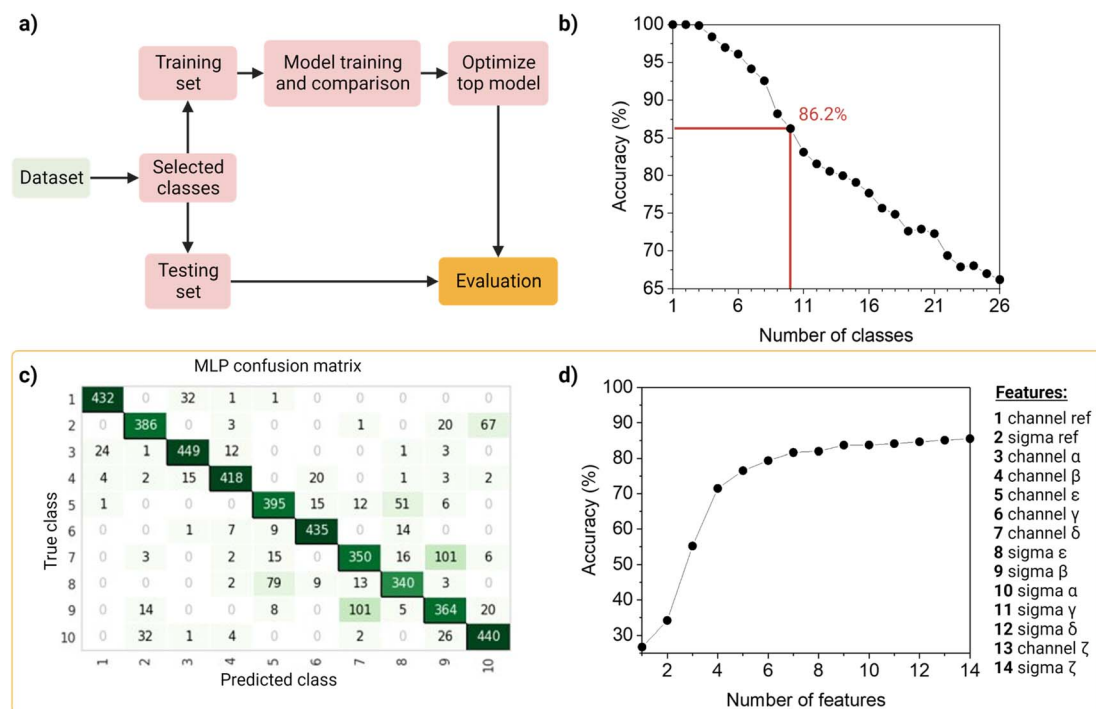 a)
Training
set
Model training
and comparison
Optimize
top model
Dataset
Selected
classes
Testing
set
Evaluation
b)
100
95
90
85
80
75
70
65
Accuracy (%)
86.2%
1 6 11 16 21 26
Number of classes
c)
MLP confusion matrix
True class
1 432 0 32 1 1 0 0 0 0 0
2 0 386 0 3 0 0 1 0 20 67
3 24 1 449 12 0 0 0 1 3 0
4 4 2 15 418 0 20 0 1 3 2
5 1 0 0 0 395 15 12 51 6 0
6 0 0 1 7 9 435 0 14 0 0
7 0 3 0 2 15 0 350 16 101 6
8 0 0 0 2 79 9 13 340 3 0
9 0 14 0 0 8 0 101 5 364 20
10 0 32 1 4 0 0 2 0 26 440
1 2 3 4 5 6 7 8 9 10
Predicted class
d)
100
90
80
70
60
50
40
30
Accuracy (%)
2 4 6 8 10 12 14
Number of features
Features:
1 channel ref
2 sigma ref
3 channel α
4 channel β
5 channel ε
6 channel γ
7 channel δ
8 sigma ε
9 sigma β
10 sigma α
11 sigma γ
12 sigma δ
13 channel ζ
14 sigma ζ